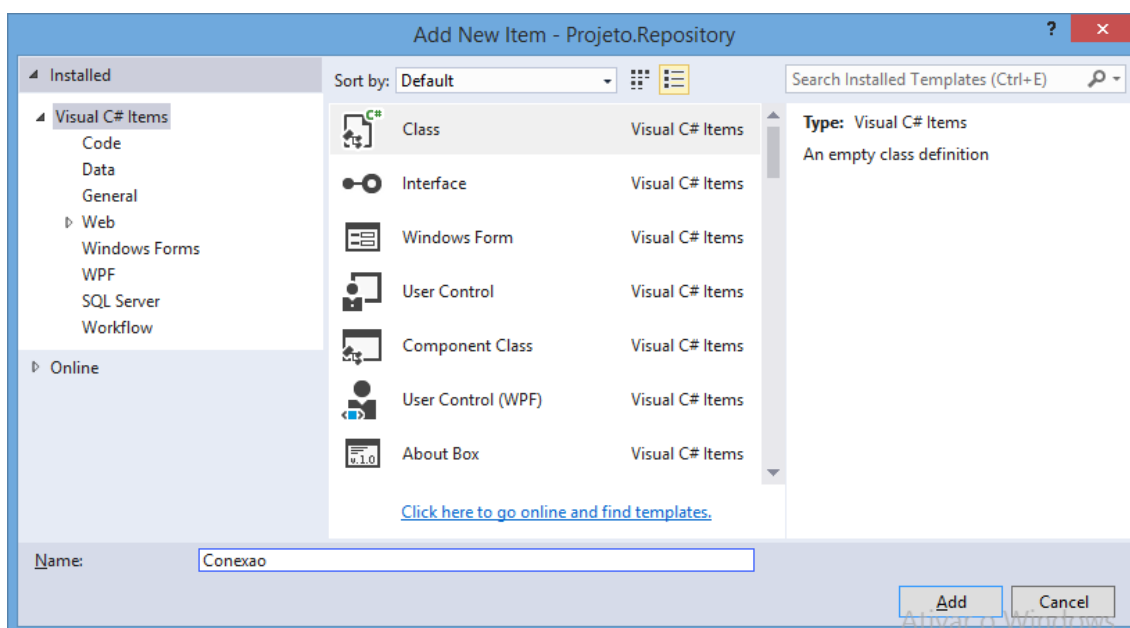 Add New Item - Projeto.Repository
?
×
Installed
Sort by: Default
Search Installed Templates (Ctrl+E)
Visual C# Items
Code
Data
General
Web
Windows Forms
WPF
SQL Server
Workflow
Online
C#
Class Visual C# Items
Interface Visual C# Items
Windows Form Visual C# Items
User Control Visual C# Items
Component Class Visual C# Items
User Control (WPF) Visual C# Items
v.1.0
About Box Visual C# Items
Click here to go online and find templates.
Type: Visual C# Items
An empty class definition
Name: Conexao
Add Cancel